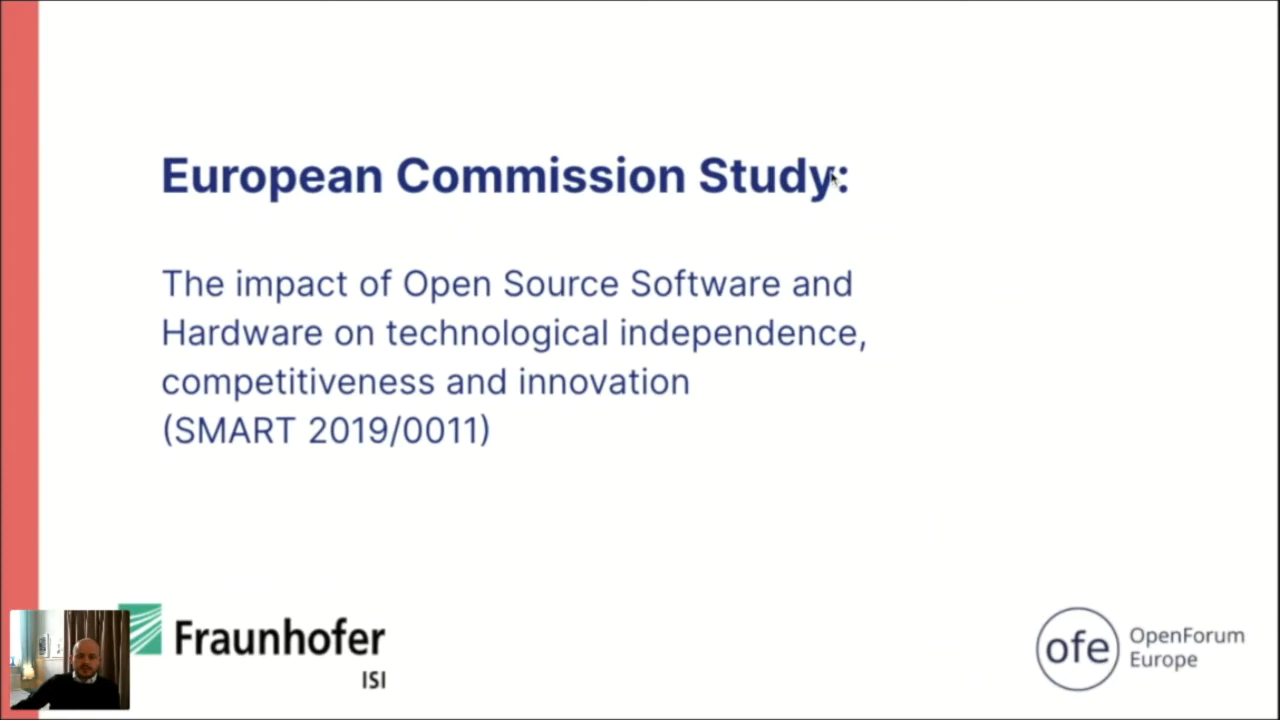 European Commission Study:
The impact of Open Source Software and
Hardware on technological independence,
competitiveness and innovation
(SMART 2019/0011)
Fraunhofer
ISI
ofe
OpenForum
Europe